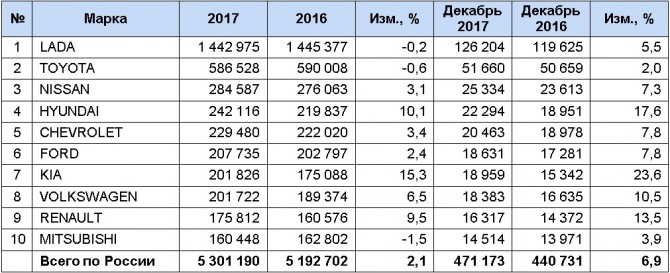 № Марка 2017 2016 Изм., % Декабрь 2017 Декабрь 2016 Изм., %
1 LADA 1 442 975 1 445 377 -0,2 126 204 119 625 5,5
2 TOYOTA 586 528 590 008 -0,6 51 660 50 659 2,0
3 NISSAN 284 587 276 063 3,1 25 334 23 613 7,3
4 HYUNDAI 242 116 219 837 10,1 22 294 18 951 17,6
5 CHEVROLET 229 480 222 020 3,4 20 463 18 978 7,8
6 FORD 207 735 202 797 2,4 18 631 17 281 7,8
7 KIA 201 826 175 088 15,3 18 959 15 342 23,6
8 VOLKSWAGEN 201 722 189 374 6,5 18 383 16 635 10,5
9 RENAULT 175 812 160 576 9,5 16 317 14 372 13,5
10 MITSUBISHI 160 448 162 802 -1,5 14 514 13 971 3,9
Всего по России 5 301 190 5 192 702 2,1 471 173 440 731 6,9